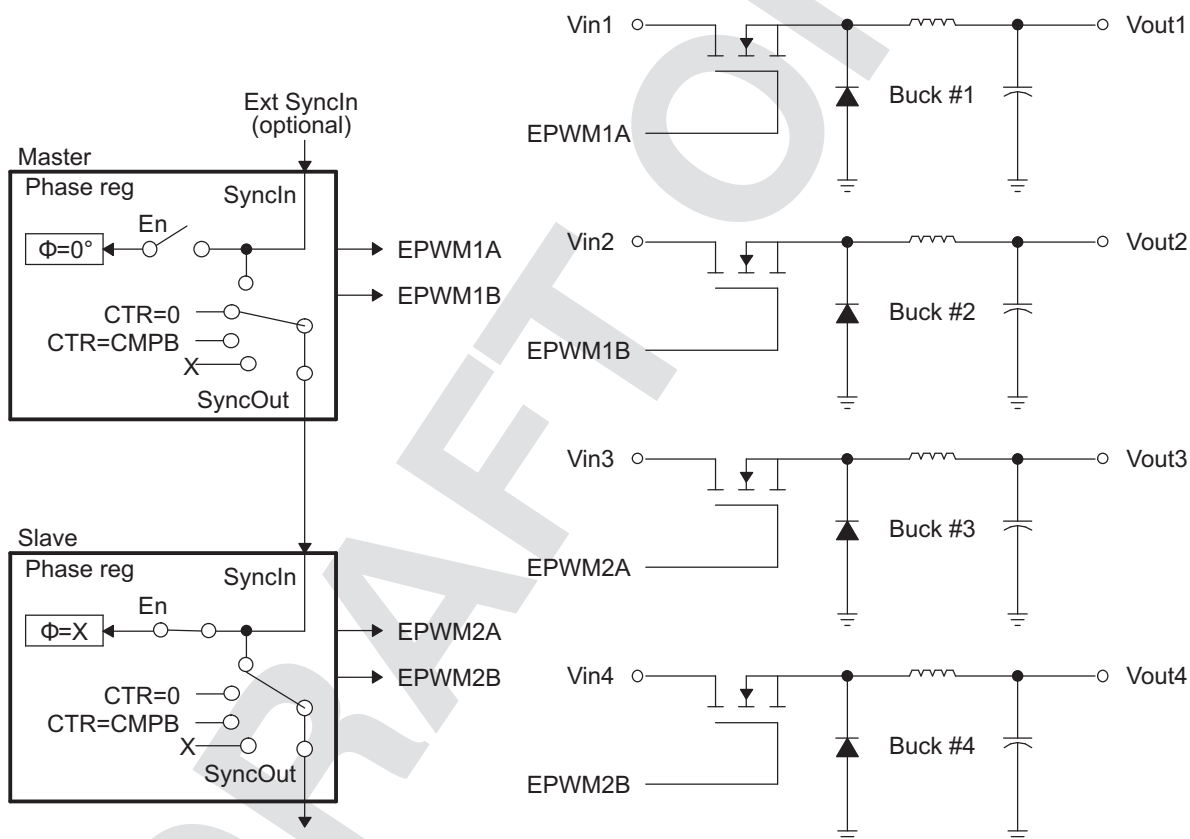 Ext SyncIn
(optional)
Master
Phase reg
SyncIn
En
Φ=0°
EPWM1A
EPWM1B
CTR=0
CTR=CMPB
X
SyncOut
Slave
Phase reg
SyncIn
En
Φ=X
EPWM2A
EPWM2B
CTR=0
CTR=CMPB
X
SyncOut
Vin1
Vout1
Buck #1
EPWM1A
Vin2
Vout2
Buck #2
EPWM1B
Vin3
Vout3
Buck #3
EPWM2A
Vin4
Vout4
Buck #4
EPWM2B